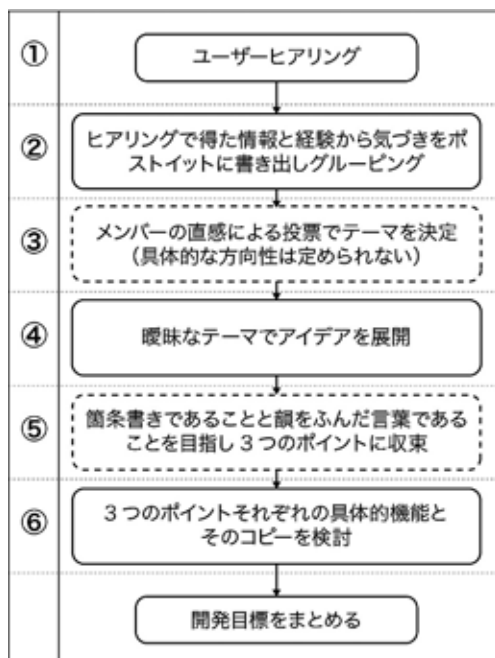 ①
ユーザーヒアリング
②
ヒアリングで得た情報と経験から気づきをポ
ストイットに書き出しグルーピング
③
メンバーの直感による投票でテーマを決定
（具体的な方向性は定められない）
④
曖昧なテーマでアイデアを展開
⑤
箇条書きであることと韻をふんだ言葉である
ことを目指し３つのポイントに収束
⑥
３つのポイントそれぞれの具体的機能と
そのコピーを検討
開発目標をまとめる